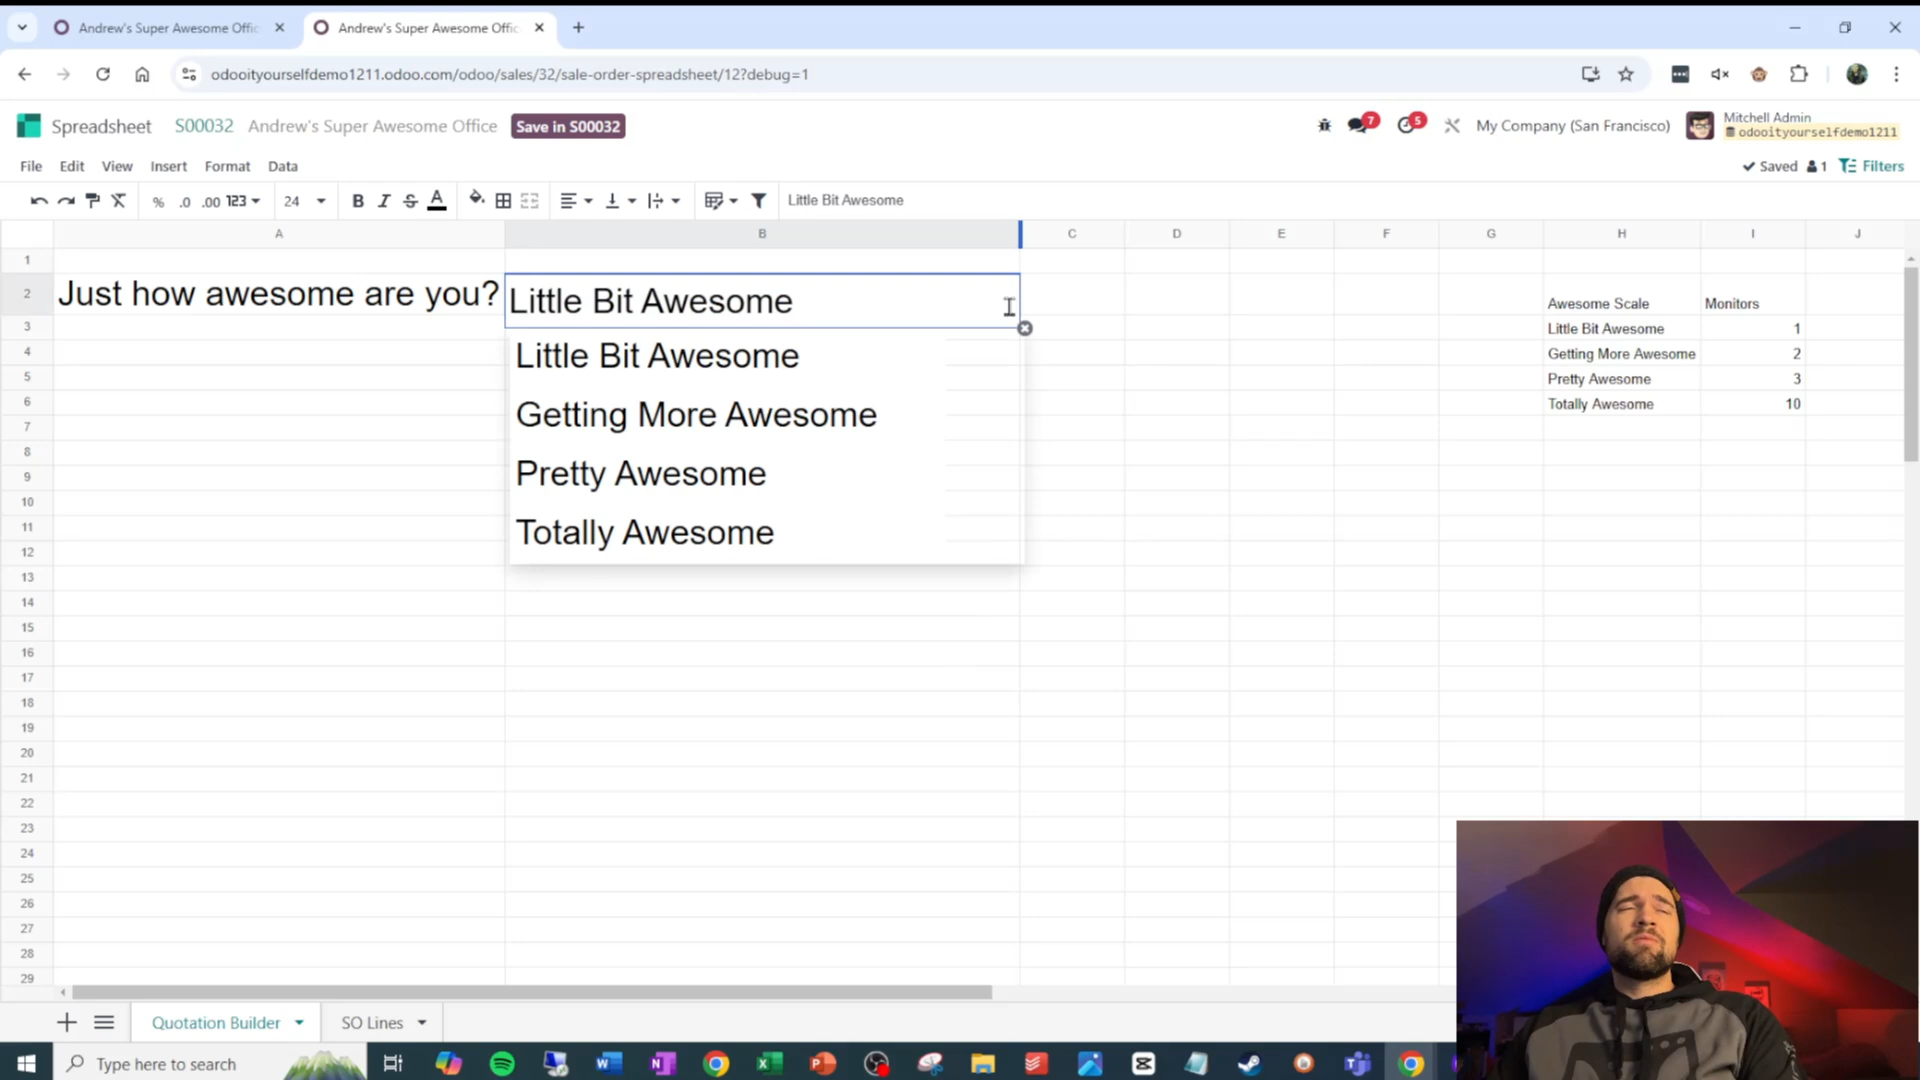 Andrew's Super Awesome Offic
Andrew's Super Awesome Offic
odooityourselfdemo1211.odoo.com/odoo/sales/32/sale-order-spreadsheet/12?debug=1
Spreadsheet S00032 Andrew's Super Awesome Office Save in S00032
7 5 My Company (San Francisco) Mitchell Admin
odooityourselfdemo1211
File Edit View Insert Format Data Saved 1 Filters
% .0 .00 123 24 B I S A Little Bit Awesome
A B C D E F G H I J
1
2 Just how awesome are you? Little Bit Awesome Awesome Scale Monitors
3 Little Bit Awesome 1
4 Little Bit Awesome Getting More Awesome 2
5 Pretty Awesome 3
6 Getting More Awesome Totally Awesome 10
7
8
9 Pretty Awesome
10
11 Totally Awesome
12
13
14
15
16
17
18
19
20
21
22
23
24
25
26
27
28
29
Quotation Builder SO Lines
Type here to search